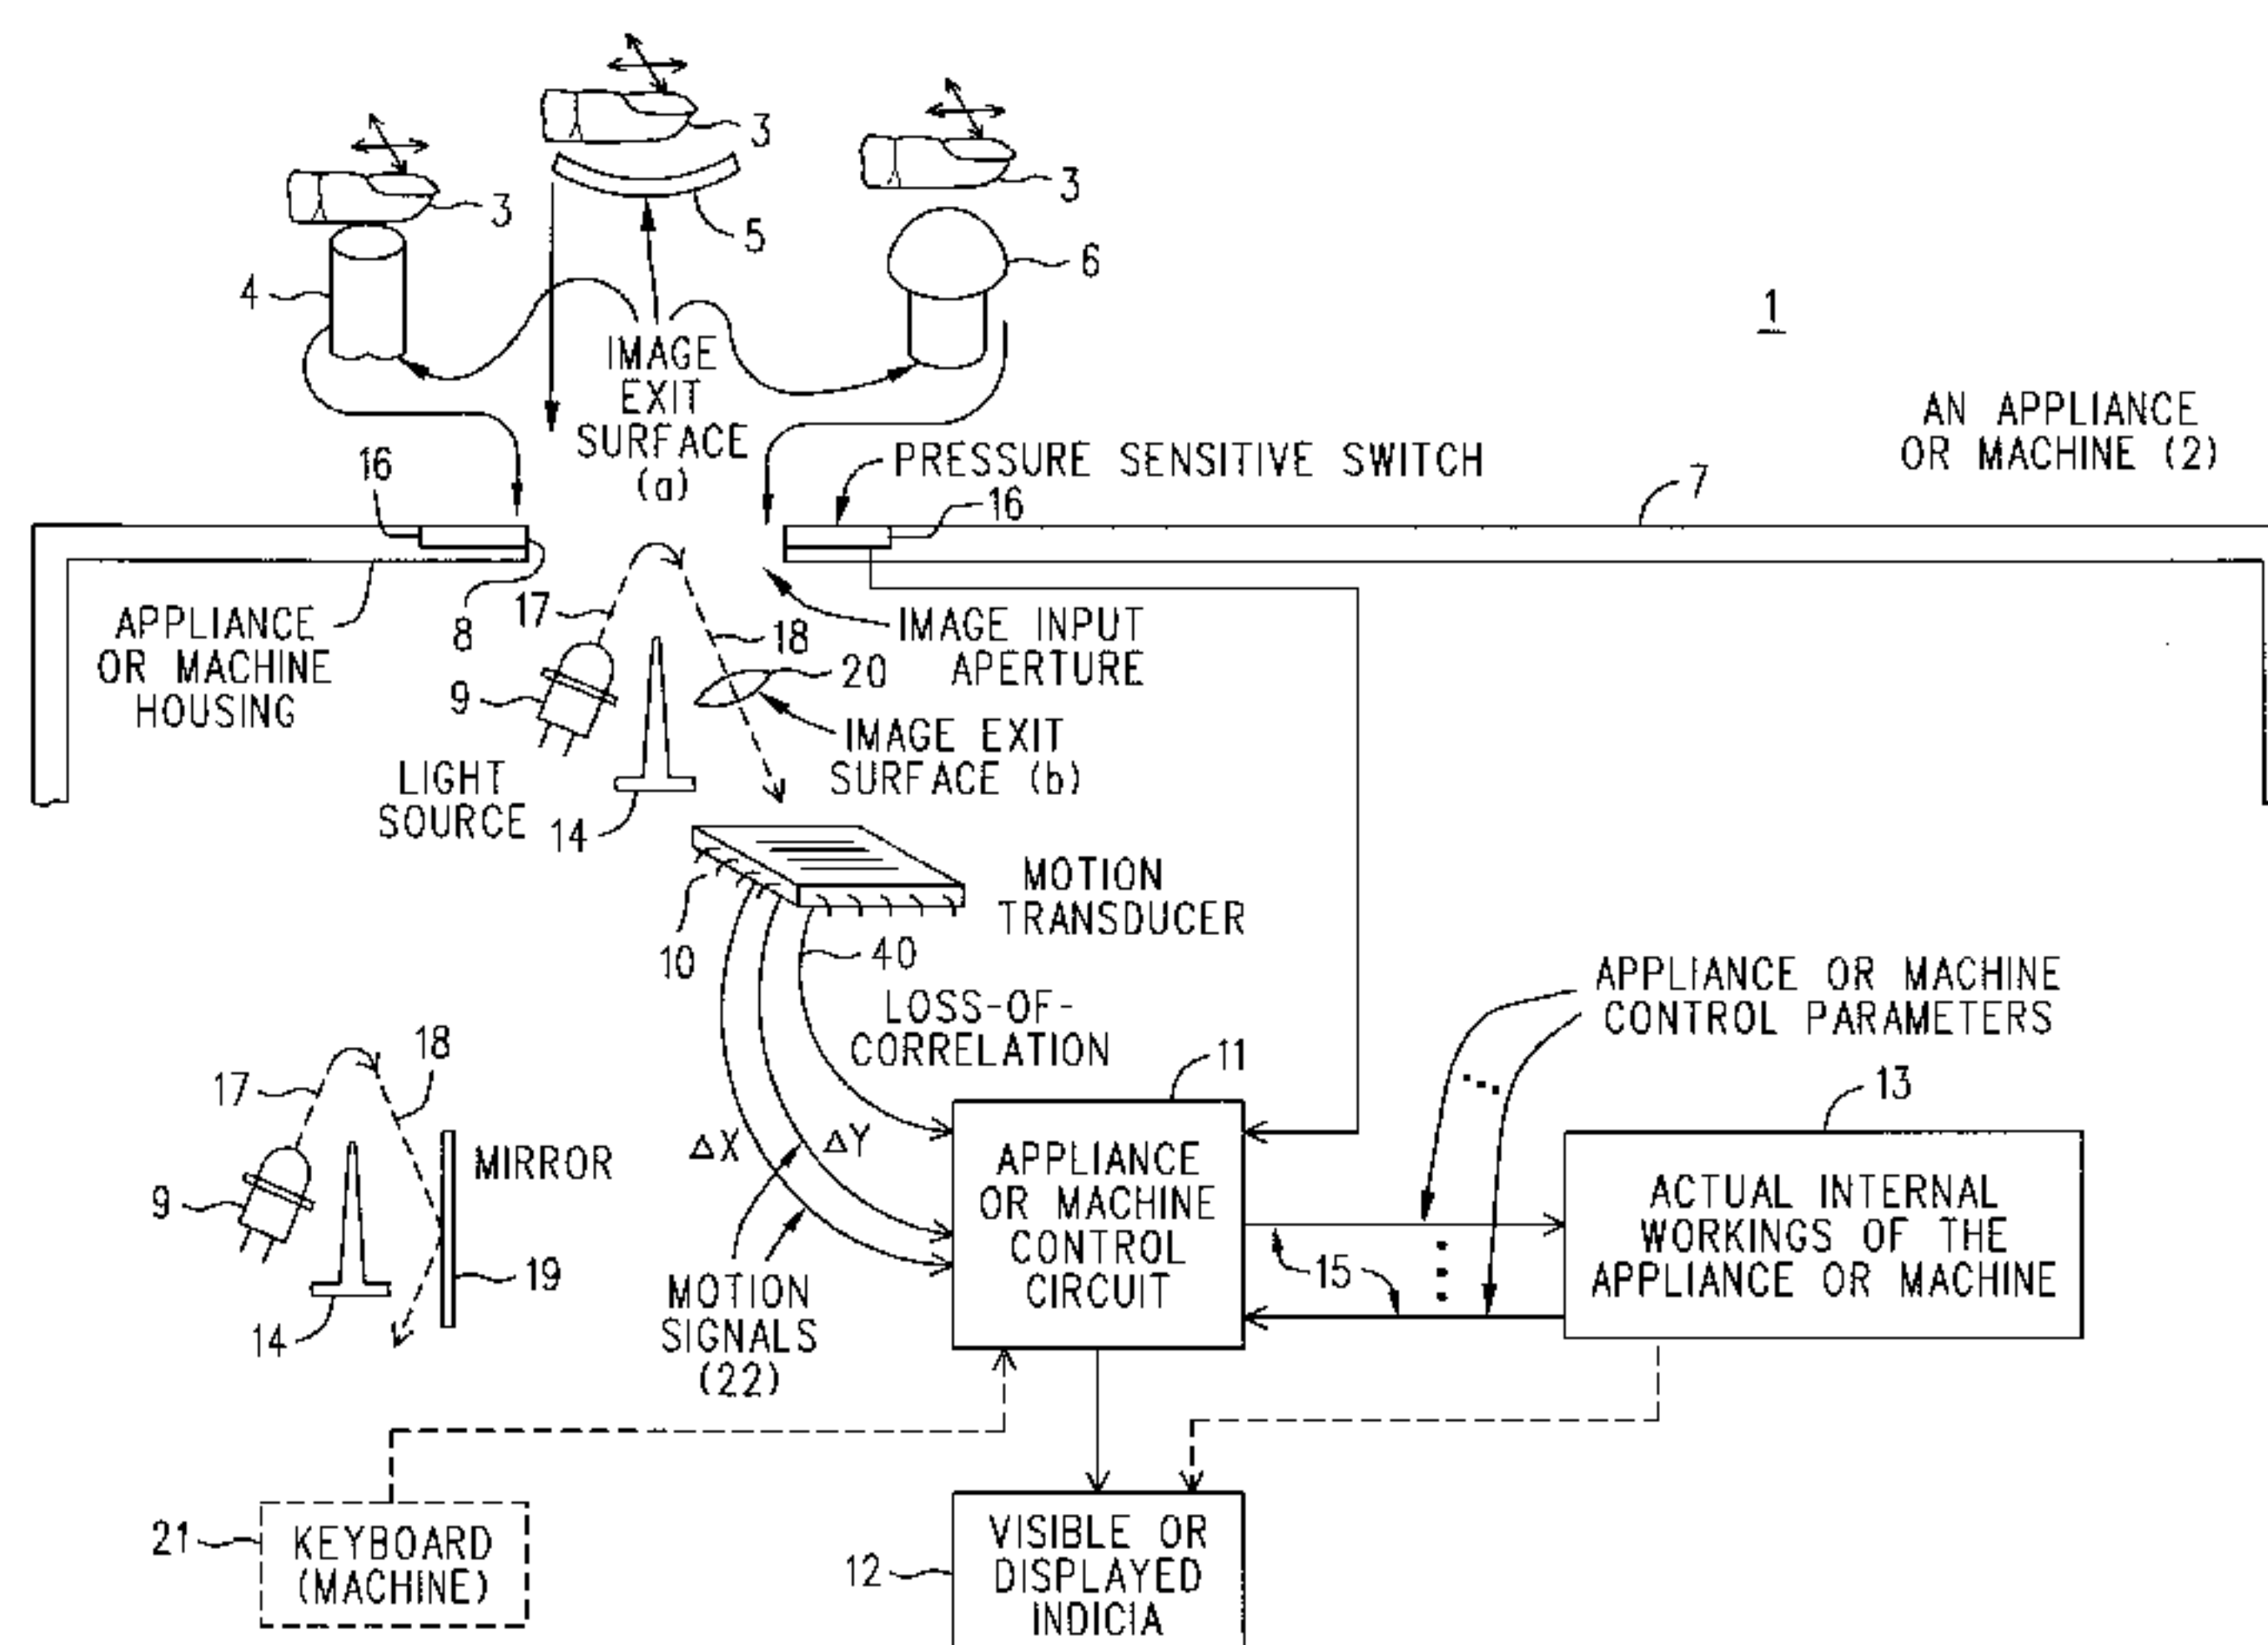 3
3
3
4
5
6
1
IMAGE
EXIT
SURFACE
(a)
AN APPLIANCE
OR MACHINE (2)
16
PRESSURE SENSITIVE SWITCH
16
7
APPLIANCE
OR MACHINE
HOUSING
8
17
18
IMAGE INPUT
APERTURE
9
20
IMAGE EXIT
SURFACE (b)
LIGHT
SOURCE
14
10
MOTION
TRANSDUCER
40
LOSS-OF-
CORRELATION
APPLIANCE OR MACHINE
CONTROL PARAMETERS
17
18
MIRROR
9
14
19
ΔX
ΔY
MOTION
SIGNALS
(22)
11
APPLIANCE
OR MACHINE
CONTROL
CIRCUIT
15
13
ACTUAL INTERNAL
WORKINGS OF THE
APPLIANCE OR MACHINE
21
KEYBOARD
(MACHINE)
12
VISIBLE OR
DISPLAYED
INDICIA